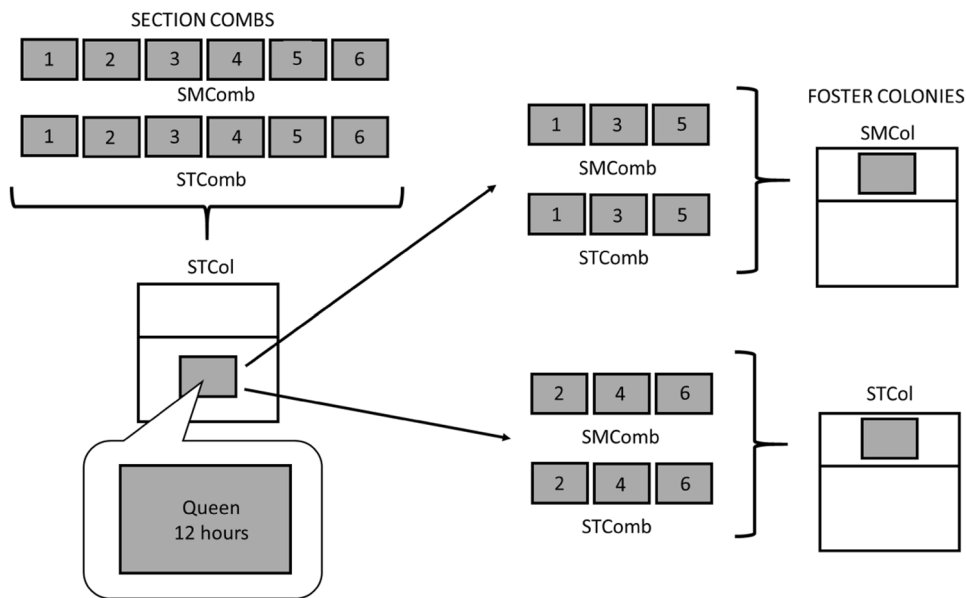 SECTION COMBS
1 2 3 4 5 6
SMComb
1 2 3 4 5 6
STComb
STCol
Queen
12 hours
1 3 5
SMComb
1 3 5
STComb
2 4 6
SMComb
2 4 6
STComb
FOSTER COLONIES
SMCol
STCol